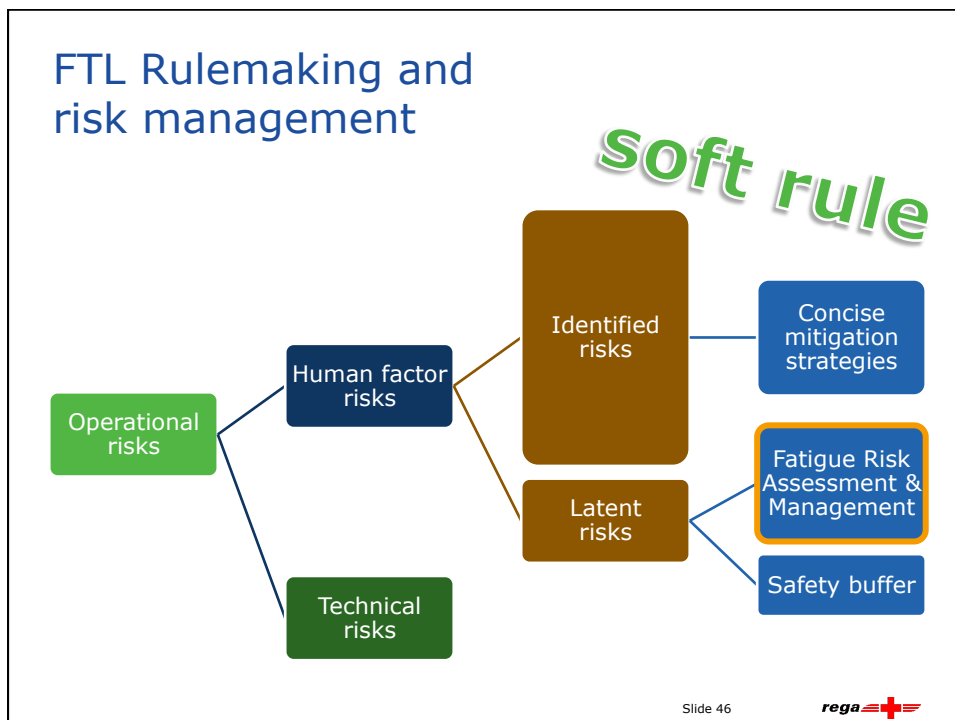 FTL Rulemaking and
risk management
soft rule
Identified
risks
Concise
mitigation
strategies
Human factor
risks
Operational
risks
Fatigue Risk
Assessment &
Management
Latent
risks
Safety buffer
Technical
risks
Slide 46
rega